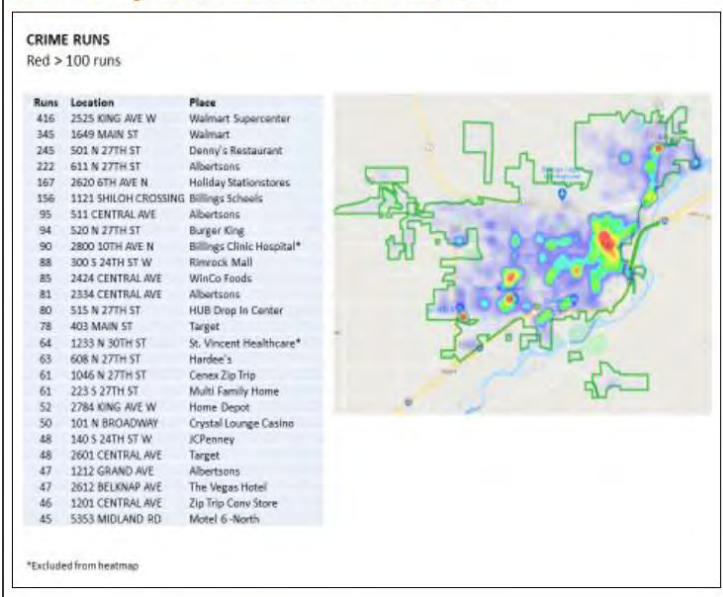 CRIME RUNS
Red > 100 runs
Runs Location Place
416 2525 KING AVE W Walmart Supercenter
345 1649 MAIN ST Walmart
245 501 N 27TH ST Denny's Restaurant
222 611 N 27TH ST Albertsons
167 2620 6TH AVE N Holiday Stationstores
156 1121 SHILOH CROSSING Billings Scheels
95 511 CENTRAL AVE Albertsons
94 520 N 27TH ST Burger King
90 2800 10TH AVE N Billings Clinic Hospital*
88 300 S 24TH ST W Rimrock Mall
85 2424 CENTRAL AVE WinCo Foods
81 2334 CENTRAL AVE Albertsons
80 515 N 27TH ST HUB Drop In Center
78 403 MAIN ST Target
64 1233 N 30TH ST St. Vincent Healthcare*
63 608 N 27TH ST Hardee's
61 1046 N 27TH ST Cenex Zip Trip
61 223 S 27TH ST Multi Family Home
52 2784 KING AVE W Home Depot
50 101 N BROADWAY Crystal Lounge Casino
48 140 S 24TH ST W JCPenney
48 2601 CENTRAL AVE Target
47 1212 GRAND AVE Albertsons
47 2612 BELKNAP AVE The Vegas Hotel
46 1201 CENTRAL AVE Zip Trip Conv Store
45 5353 MIDLAND RD Motel 6 -North
*Excluded from heatmap